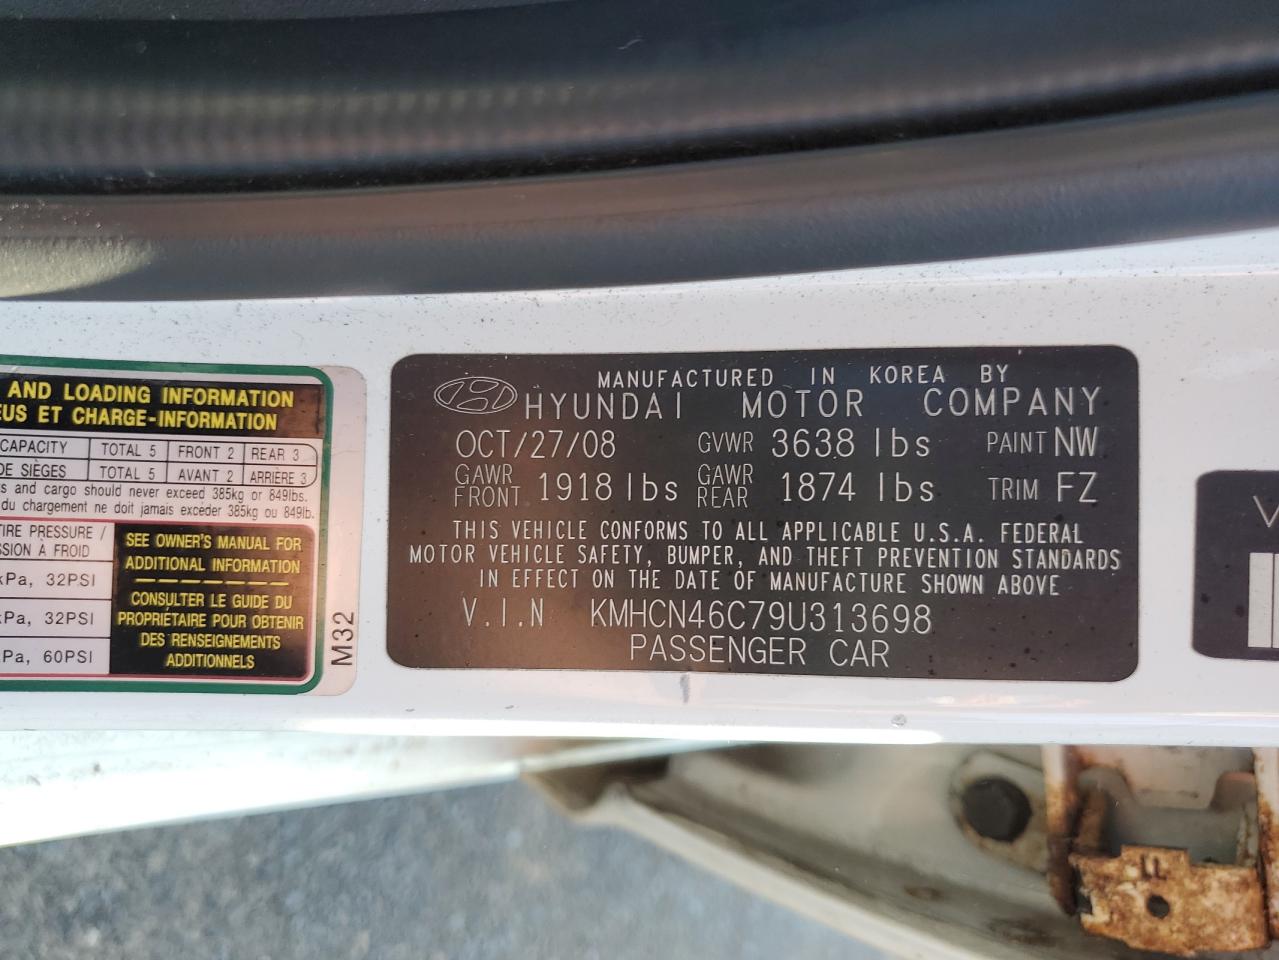 AND LOADING INFORMATION
EUS ET CHARGE-INFORMATION
CAPACITY TOTAL 5 FRONT 2 REAR 3
DE SIÈGES TOTAL 5 AVANT 2 ARRIÈRE 3
and cargo should never exceed 385kg or 849lbs.
du chargement ne doit jamais excéder 385kg ou 849lb.
TIRE PRESSURE /
SSION À FROID
kPa, 32PSI
kPa, 32PSI
Pa, 60PSI
SEE OWNER'S MANUAL FOR
ADDITIONAL INFORMATION
CONSULTER LE GUIDE DU
PROPRIÉTAIRE POUR OBTENIR
DES RENSEIGNEMENTS
ADDITIONNELS
M32
MANUFACTURED IN KOREA BY
HYUNDAI MOTOR COMPANY
OCT/27/08 GVWR 3638 lbs PAINT NW
GAWR FRONT 1918 lbs GAWR REAR 1874 lbs TRIM FZ
THIS VEHICLE CONFORMS TO ALL APPLICABLE U.S.A. FEDERAL
MOTOR VEHICLE SAFETY, BUMPER, AND THEFT PREVENTION STANDARDS
IN EFFECT ON THE DATE OF MANUFACTURE SHOWN ABOVE
V.I.N KMHCN46C79U313698
PASSENGER CAR
V